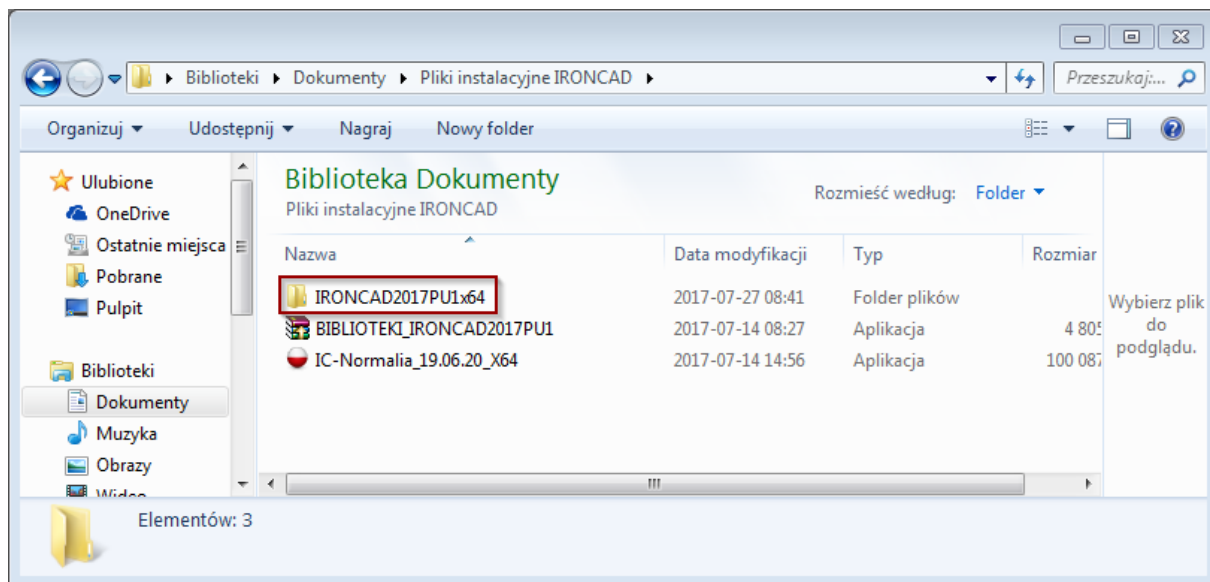 Biblioteki Dokumenty Pliki instalacyjne IRONCAD
Przeszukaj:...
Organizuj Udostępnij Nagraj Nowy folder
Ulubione
OneDrive
Ostatnie miejsca
Pobrane
Pulpit
Biblioteki
Dokumenty
Muzyka
Obrazy
Wideo
Biblioteka Dokumenty
Pliki instalacyjne IRONCAD
Rozmieść według: Folder
Nazwa Data modyfikacji Typ Rozmiar
IRONCAD2017PU1x64 2017-07-27 08:41 Folder plików
BIBLIOTEKI_IRONCAD2017PU1 2017-07-14 08:27 Aplikacja 4 805
IC-Normalia_19.06.20_X64 2017-07-14 14:56 Aplikacja 100 087
Wybierz plik
do
podglądu.
Elementów: 3